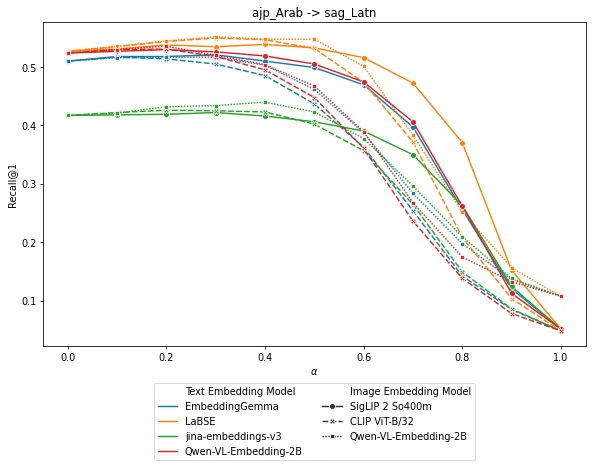 ajp_Arab -> sag_Latn
Recall@1
0.5
0.4
0.3
0.2
0.1
0.0
0.2
0.4
0.6
0.8
1.0
α
Text Embedding Model
EmbeddingGemma
LaBSE
jina-embeddings-v3
Qwen-VL-Embedding-2B
Image Embedding Model
SigLIP 2 So400m
CLIP ViT-B/32
Qwen-VL-Embedding-2B